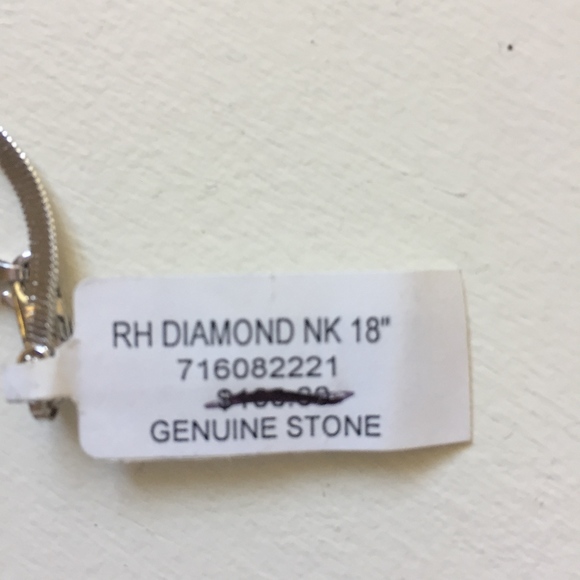 RH DIAMOND NK 18"
716082221
GENUINE STONE